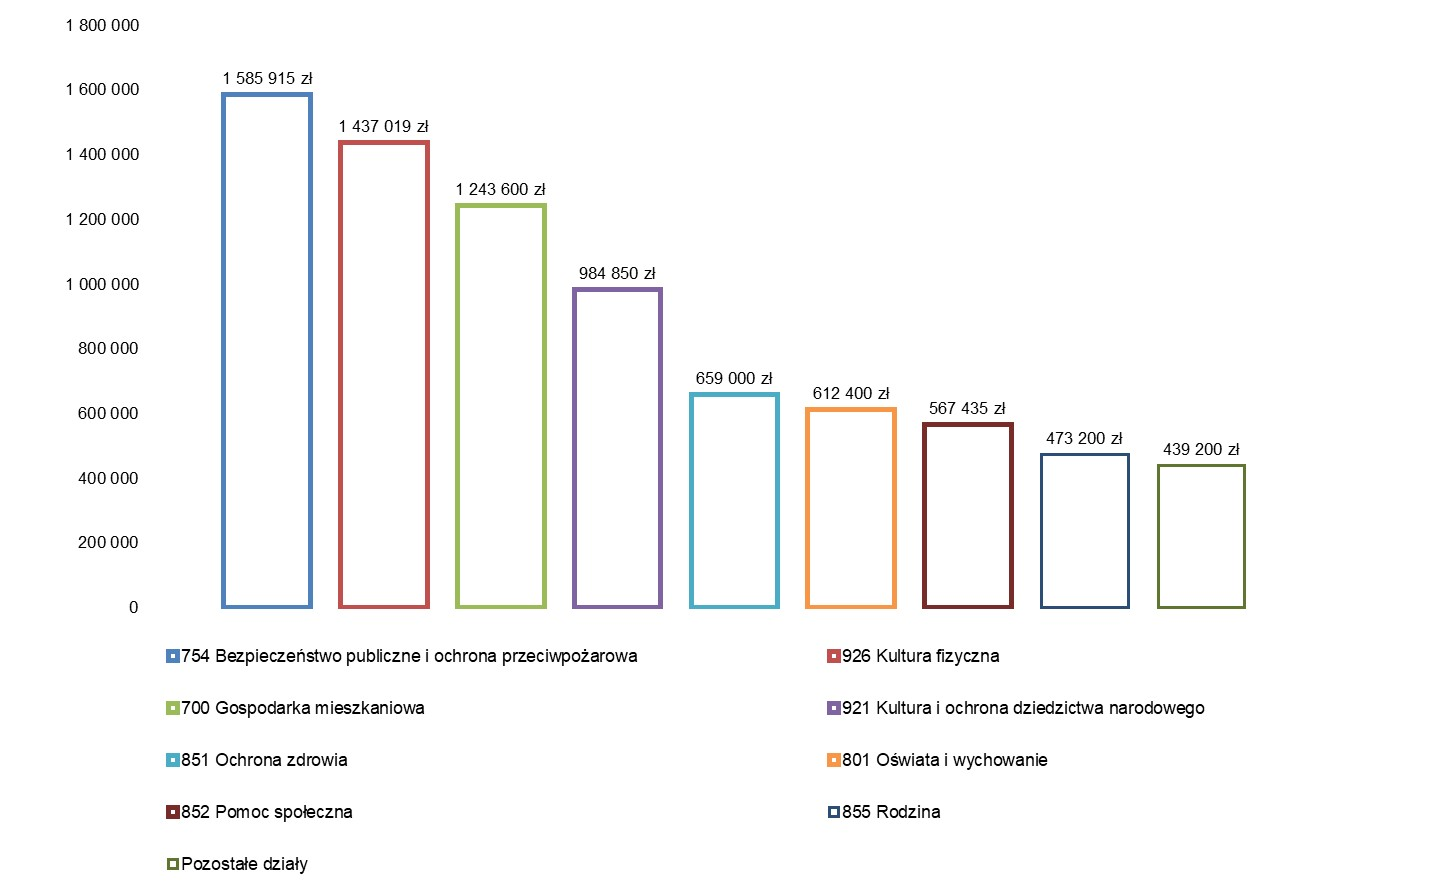 1 800 000
1 585 915 zł
1 600 000
1 437 019 zł
1 400 000
1 243 600 zł
1 200 000
984 850 zł
1 000 000
800 000
659 000 zł
612 400 zł
600 000
567 435 zł
473 200 zł
439 200 zł
400 000
200 000
0
754 Bezpieczeństwo publiczne i ochrona przeciwpożarowa
926 Kultura fizyczna
700 Gospodarka mieszkaniowa
921 Kultura i ochrona dziedzictwa narodowego
851 Ochrona zdrowia
801 Oświata i wychowanie
852 Pomoc społeczna
855 Rodzina
Pozostałe działy